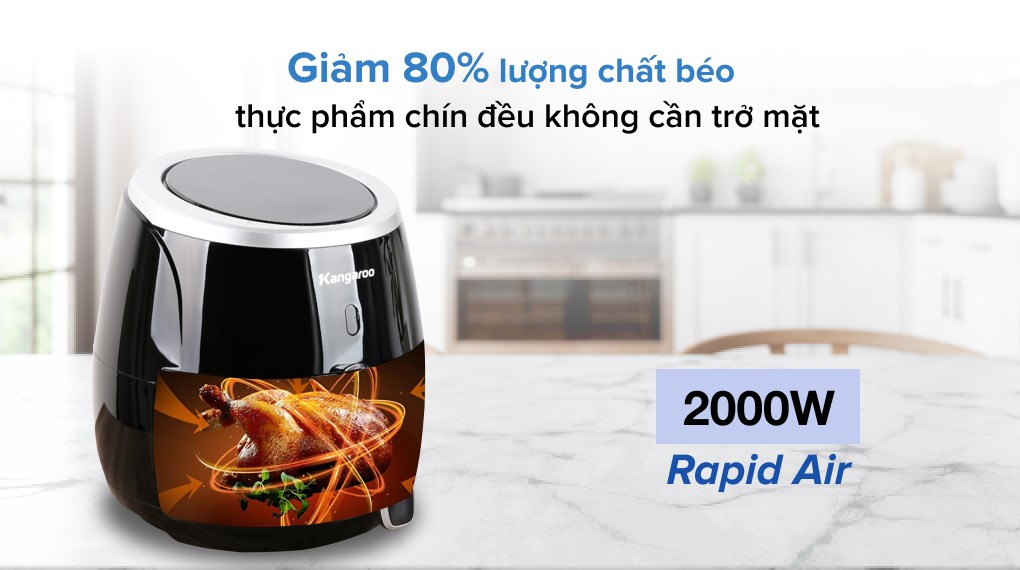 Giảm 80% lượng chất béo
thực phẩm chín đều không cần trở mặt
Kangaroo
2000W
Rapid Air